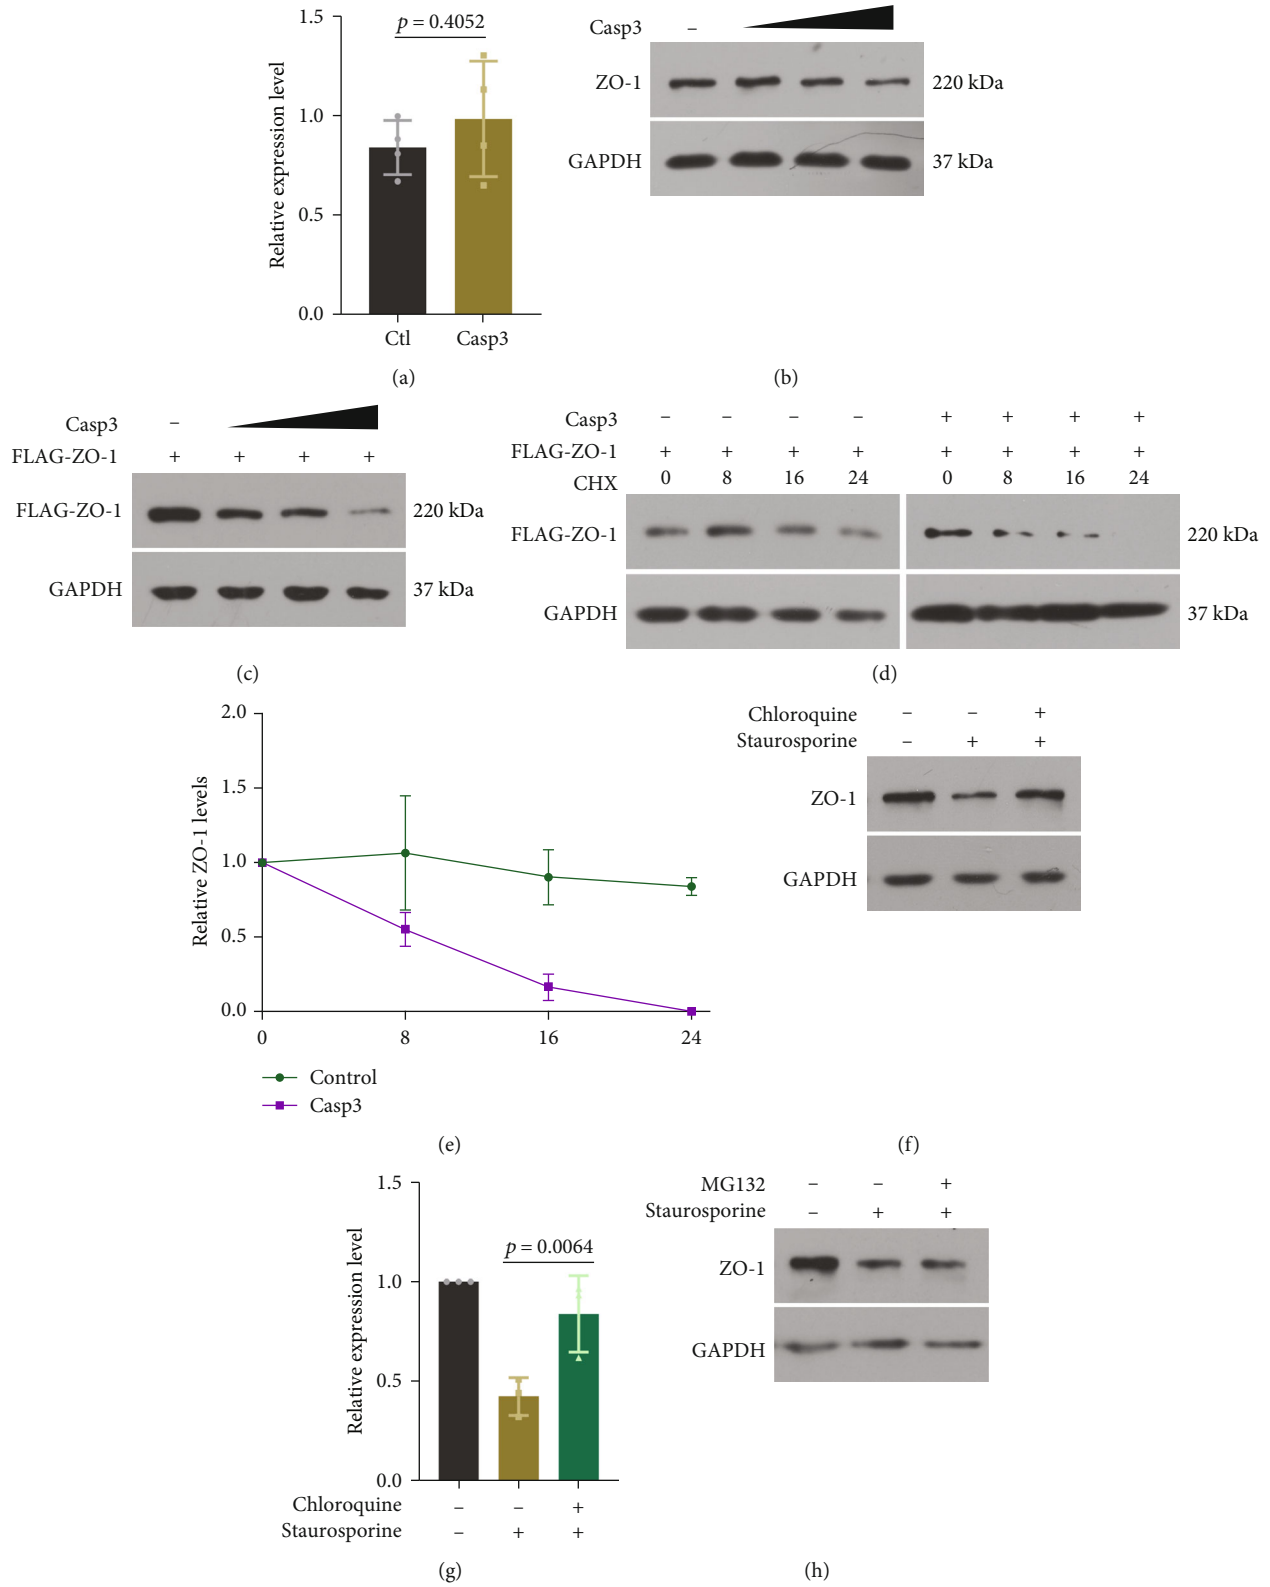 1.5
1.0
0.5
0.0
Relative expression level
p = 0.4052
Ctl Casp3
(a)
Casp3 –
ZO-1 220 kDa
GAPDH 37 kDa
(b)
Casp3 –
FLAG-ZO-1 + + + +
FLAG-ZO-1 220 kDa
GAPDH 37 kDa
(c)
Casp3 – – – – + + + +
FLAG-ZO-1 + + + + + + + +
CHX 0 8 16 24 0 8 16 24
FLAG-ZO-1 220 kDa
GAPDH 37 kDa
(d)
2.0
1.5
1.0
0.5
0.0
Relative ZO-1 levels
0 8 16 24
Control
Casp3
(e)
Chloroquine – – +
Staurosporine – + +
ZO-1
GAPDH
(f)
1.5
1.0
0.5
0.0
Relative expression level
p = 0.0064
Chloroquine – – +
Staurosporine – + +
(g)
MG132 – – +
Staurosporine – + +
ZO-1
GAPDH
(h)